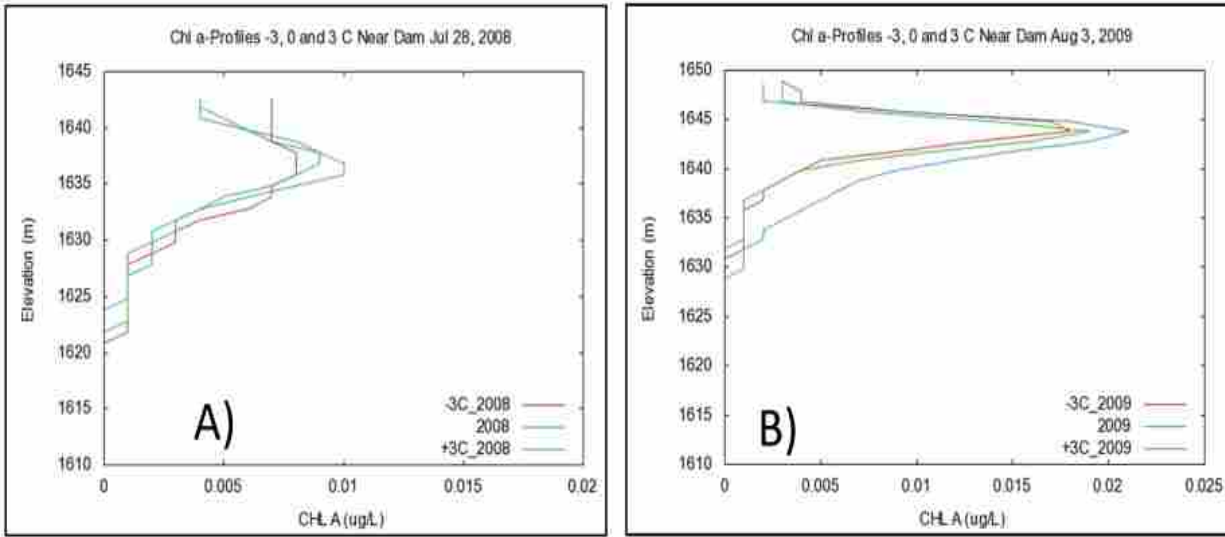 Chl a-Profiles -3, 0 and 3 C Near Dam Jul 28, 2008
1645
1640
1635
1630
1625
1620
1615
1610
Elevation (m)
0 0.005 0.01 0.015 0.02
CHL A (ug/L)
-3C_2008
2008
+3C_2008
A)
Chl a-Profiles -3, 0 and 3 C Near Dam Aug 3, 2009
1650
1645
1640
1635
1630
1625
1620
1615
1610
Elevation (m)
0 0.005 0.01 0.015 0.02 0.025
CHL A (ug/L)
-3C_2009
2009
+3C_2009
B)